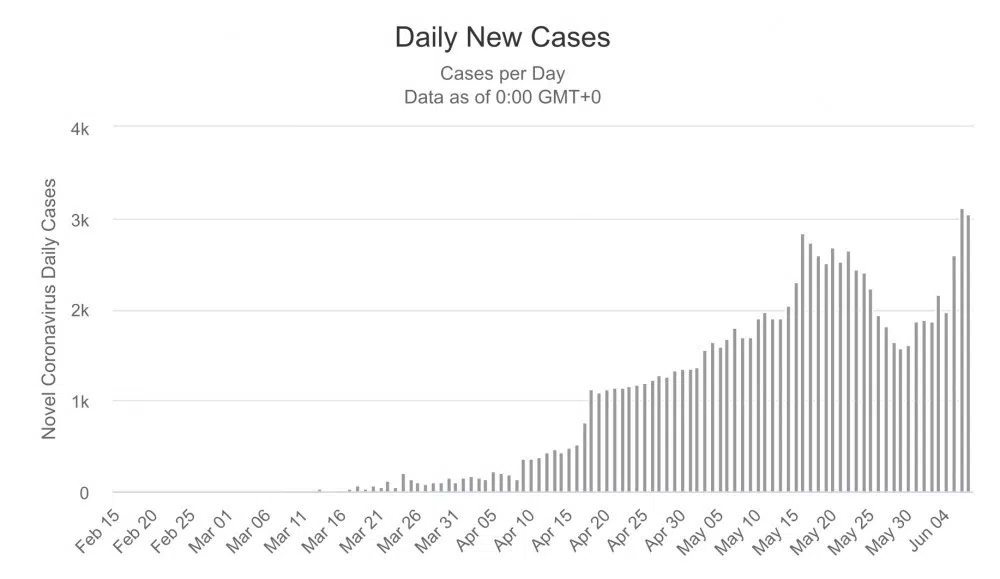 Daily New Cases
Cases per Day
Data as of 0:00 GMT+0
Novel Coronavirus Daily Cases
4k
3k
2k
1k
0
Feb 15
Feb 20
Feb 25
Mar 01
Mar 06
Mar 11
Mar 16
Mar 21
Mar 26
Mar 31
Apr 05
Apr 10
Apr 15
Apr 20
Apr 25
Apr 30
May 05
May 10
May 15
May 20
May 25
May 30
Jun 04